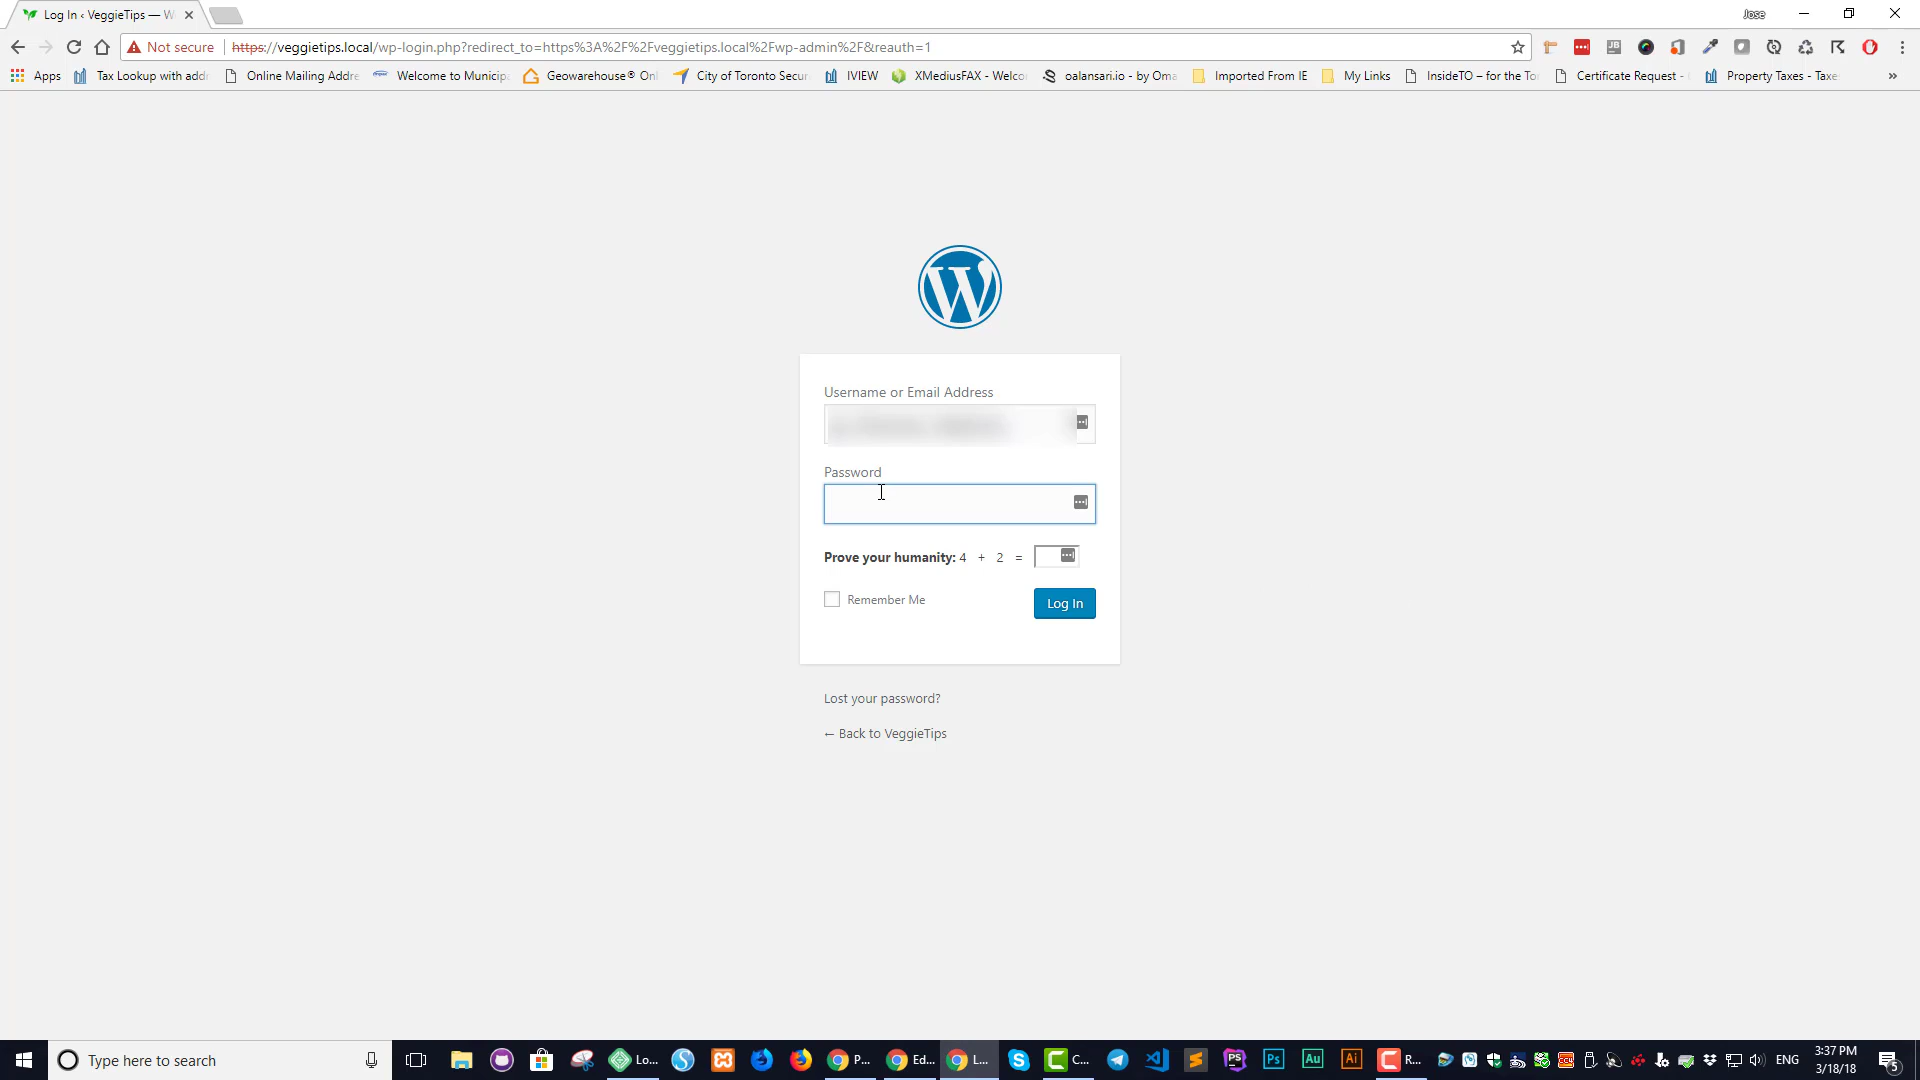 Log In ‹ VeggieTips — W
Jose
Not secure
https://veggietips.local/wp-login.php?redirect_to=https%3A%2F%2Fveggietips.local%2Fwp-admin%2F&reauth=1
Apps
Tax Lookup with addr
Online Mailing Addre
Welcome to Municip
Geowarehouse® Onl
City of Toronto Secur
IVIEW
XMediusFAX - Welco
oalansari.io - by Oma
Imported From IE
My Links
InsideTO – for the To
Certificate Request -
Property Taxes - Taxe
»
Username or Email Address
Password
Prove your humanity: 4 + 2 =
Remember Me
Log In
Lost your password?
← Back to VeggieTips
Type here to search
Lo...
P...
Ed...
L...
C...
R...
ENG
3:37 PM
3/18/18
5